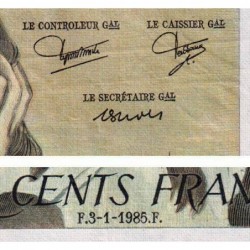 LE CONTROLEUR GAL LE CAISSIER GAL
LE SECRÉTAIRE GAL
CENTS FRAN
F.3-1-1985.F.